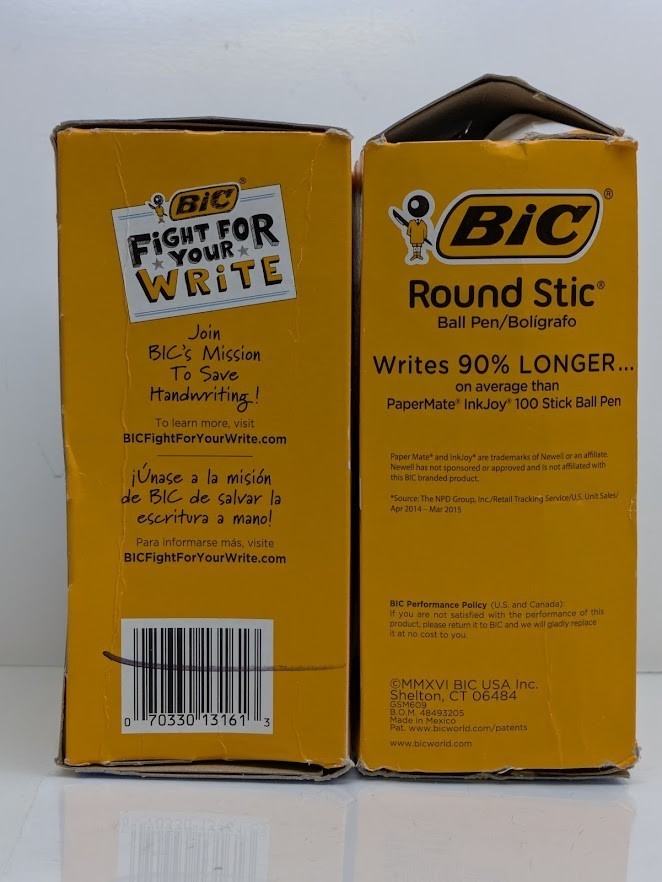 BiC®
FiGHT FOR
YOUR
WRiTE
Join
BIC's Mission
To Save
Handwriting!
To learn more, visit
BICFightForYourWrite.com
¡Únase a la misión
de BIC de salvar la
escritura a mano!
Para informarse más, visite
BICFightForYourWrite.com
0 70330 13161 3
BiC®
Round Stic®
Ball Pen/Bolígrafo
Writes 90% LONGER...
on average than
PaperMate® InkJoy® 100 Stick Ball Pen
Paper Mate® and InkJoy® are trademarks of Newell or an affiliate.
Newell has not sponsored or approved and is not affiliated with
this BIC branded product.
*Source: The NPD Group, Inc./Retail Tracking Service/U.S. Unit Sales/
Apr 2014 - Mar 2015
BIC Performance Policy (U.S. and Canada):
If you are not satisfied with the performance of this
product, please return it to BIC and we will gladly replace
it at no cost to you.
©MMXVI BIC USA Inc.
Shelton, CT 06484
GSM609
B.O.M. 48493205
Made in Mexico
Pat. www.bicworld.com/patents
www.bicworld.com